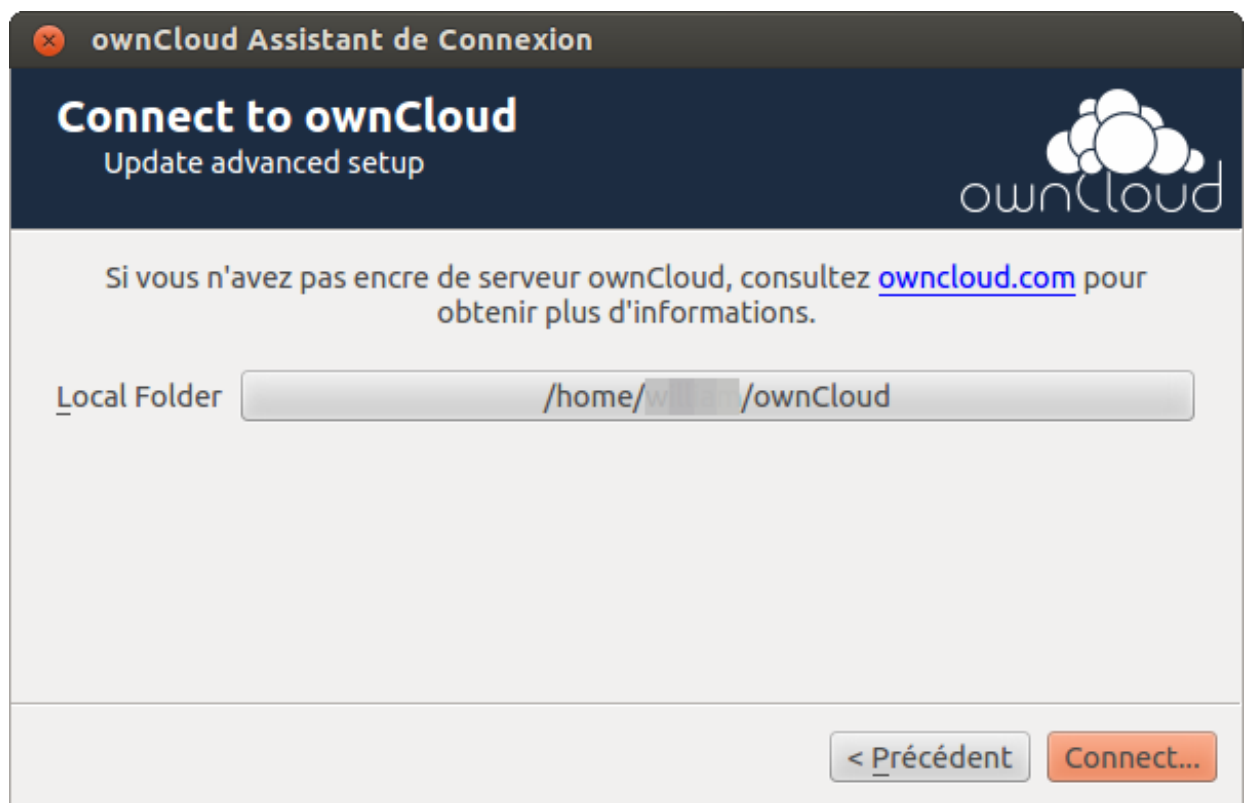 ownCloud Assistant de Connexion
Connect to ownCloud
Update advanced setup
ownCloud
Si vous n'avez pas encre de serveur ownCloud, consultez owncloud.com pour
obtenir plus d'informations.
Local Folder /home/ /ownCloud
< Précédent Connect...